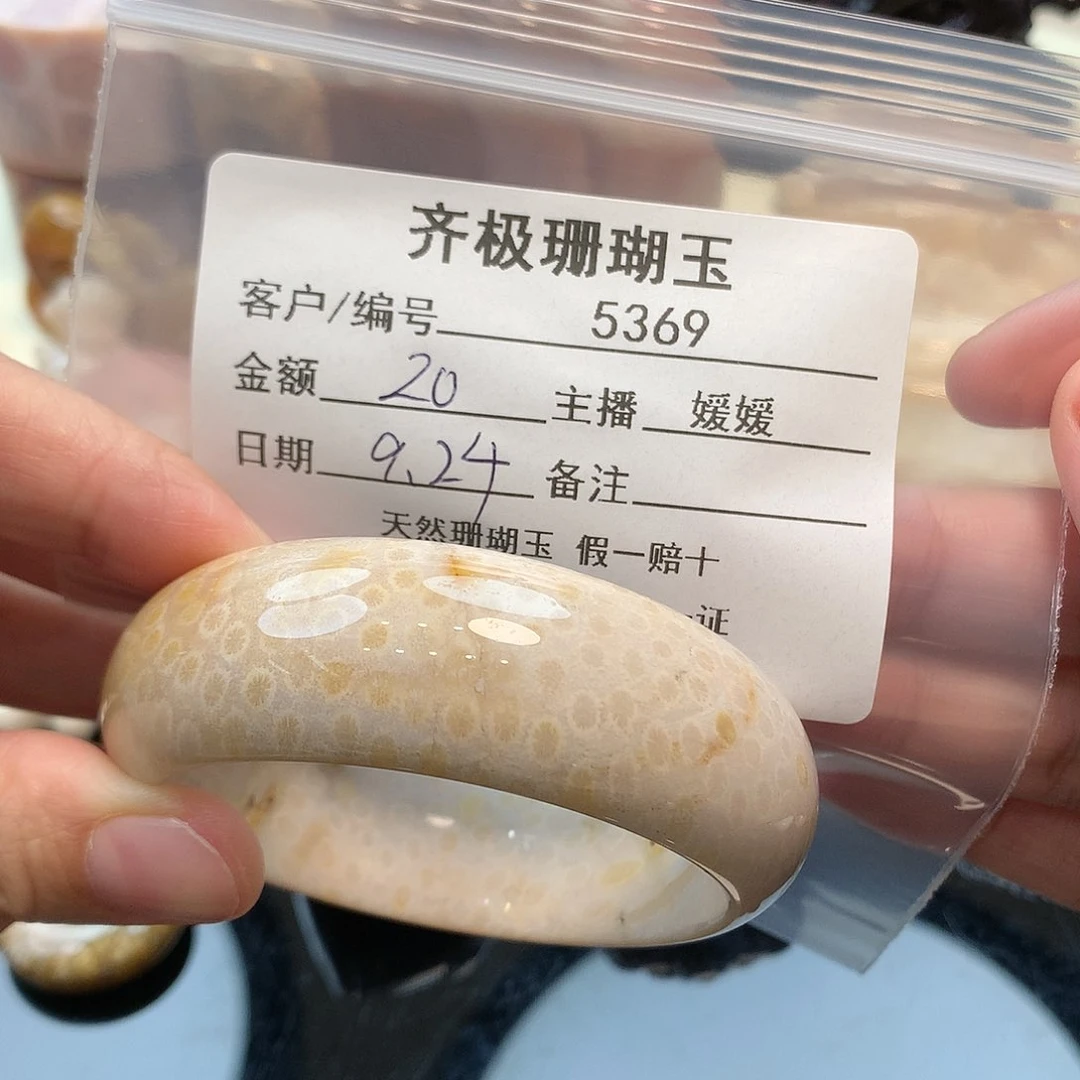 齐极珊瑚玉
客户/编号 5369
金额 20 主播 媛媛
日期 9.24 备注
天然珊瑚玉 假一赔十
证